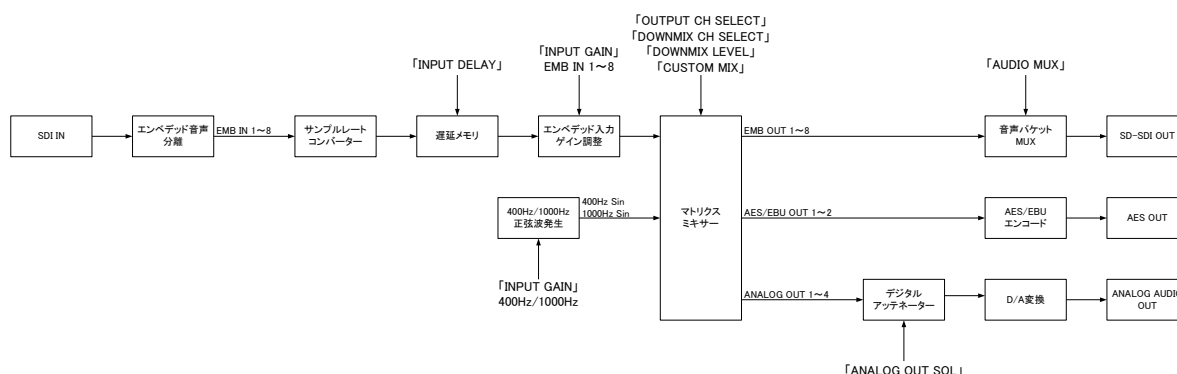 「OUTPUT CH SELECT」
「DOWNMIX CH SELECT」
「DOWNMIX LEVEL」
「CUSTOM MIX」
「INPUT GAIN」
EMB IN 1～8
「INPUT DELAY」
「AUDIO MUX」
SDI IN
エンベデッド音声
分離
EMB IN 1～8
サンプルレート
コンバーター
遅延メモリ
エンベデッド入力
ゲイン調整
マトリクス
ミキサー
EMB OUT 1～8
音声パケット
MUX
SD-SDI OUT
400Hz/1000Hz
正弦波発生
400Hz Sin
1000Hz Sin
AES/EBU OUT 1～2
AES/EBU
エンコード
AES OUT
「INPUT GAIN」
400Hz/1000Hz
ANALOG OUT 1～4
デジタル
アッテネーター
D/A変換
ANALOG AUDIO
OUT
「ANALOG OUT SOL」